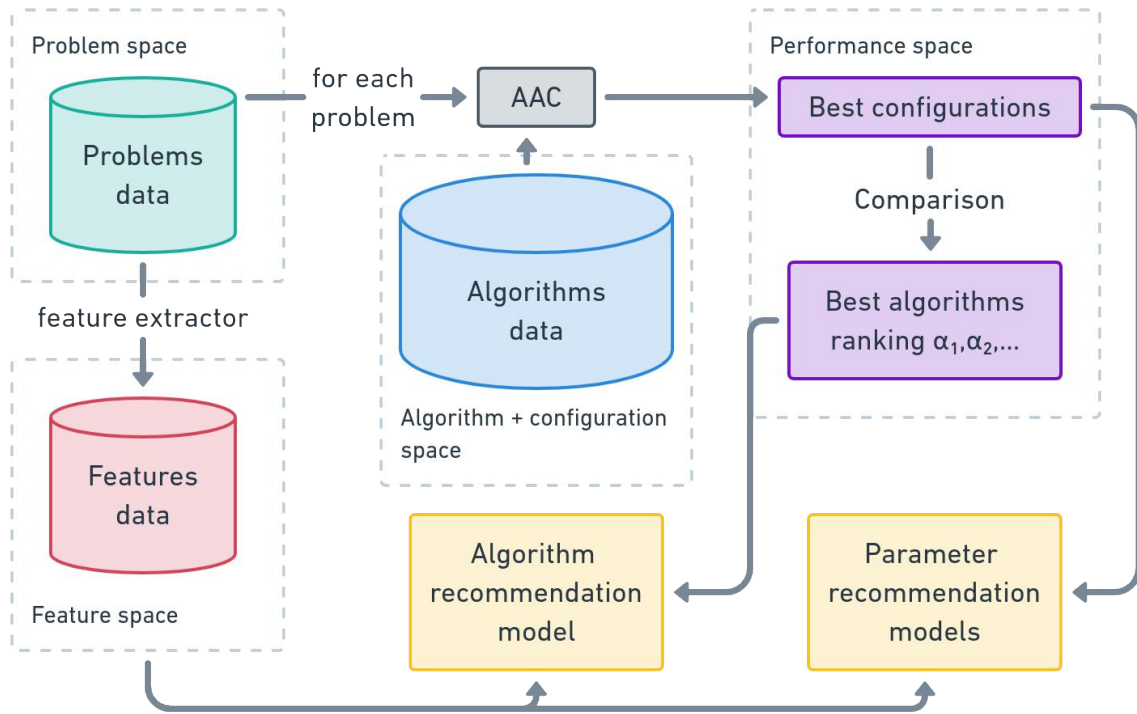 Problem space
Problems
data
for each
problem
AAC
Performance space
Best configurations
Comparison
Best algorithms
ranking α₁,α₂,...
Algorithms
data
Algorithm + configuration
space
feature extractor
Features
data
Feature space
Algorithm
recommendation
model
Parameter
recommendation
models